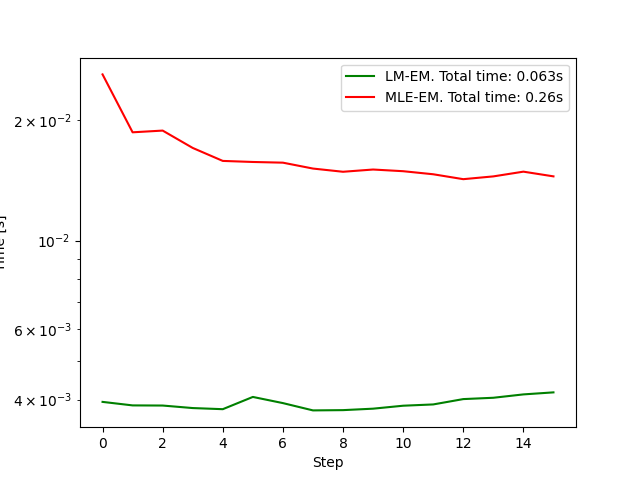 LM-EM. Total time: 0.063s
MLE-EM. Total time: 0.26s
2 × 10⁻²
10⁻²
6 × 10⁻³
4 × 10⁻³
[s]
0 2 4 6 8 10 12 14
Step